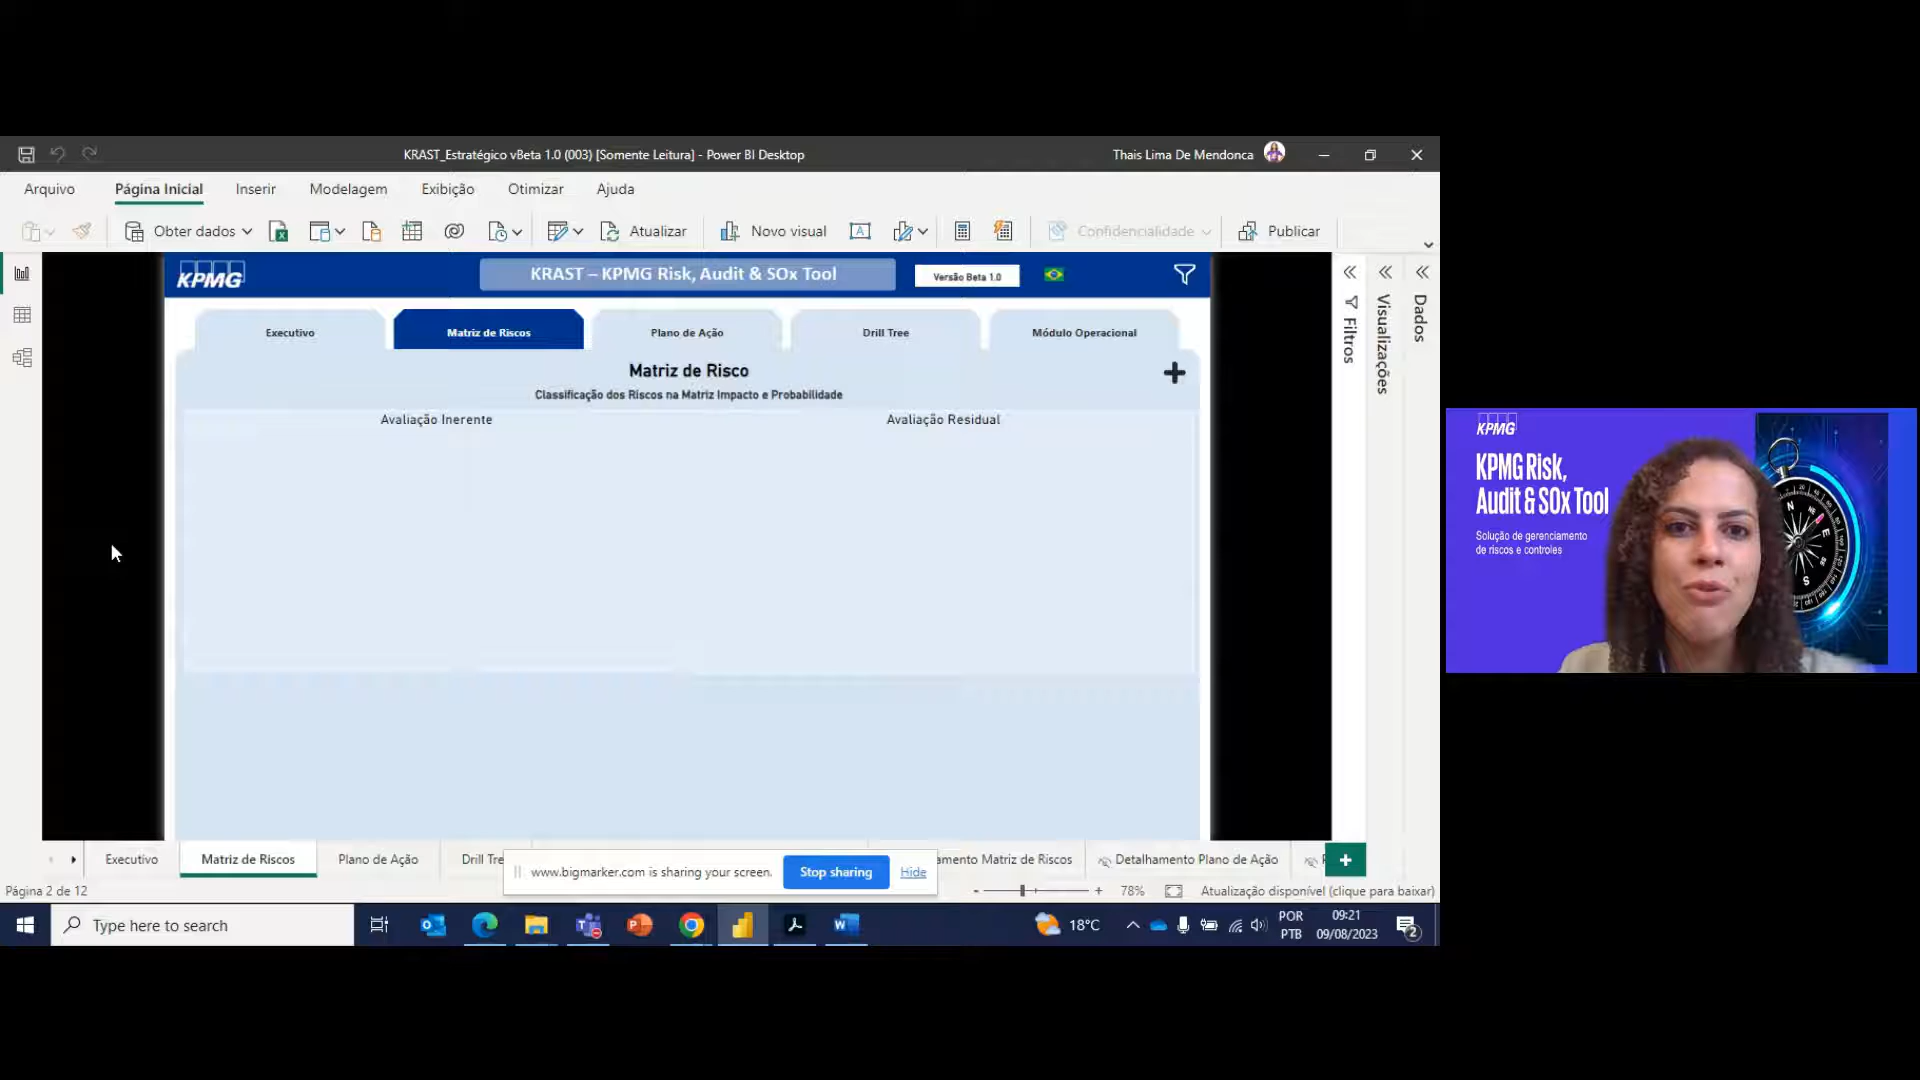 KRAST_Estratégico vBeta 1.0 (003) [Somente Leitura] - Power BI Desktop
Thais Lima De Mendonca
Arquivo
Página Inicial
Inserir
Modelagem
Exibição
Otimizar
Ajuda
Obter dados
Atualizar
Novo visual
Confidencialidade
Publicar
KPMG
KRAST – KPMG Risk, Audit & SOx Tool
Versão Beta 1.0
Executivo
Matriz de Riscos
Plano de Ação
Drill Tree
Módulo Operacional
Matriz de Risco
Classificação dos Riscos na Matriz Impacto e Probabilidade
Avaliação Inerente
Avaliação Residual
Filtros
Visualizações
Dados
KPMG
KPMG Risk,
Audit & SOx Tool
Solução de gerenciamento
de riscos e controles
N
NE
E
SE
S
Executivo
Matriz de Riscos
Plano de Ação
Drill Tre
amento Matriz de Riscos
Detalhamento Plano de Ação
www.bigmarker.com is sharing your screen.
Stop sharing
Hide
Página 2 de 12
78%
Atualização disponível (clique para baixar)
Type here to search
18°C
POR
PTB
09:21
09/08/2023
2